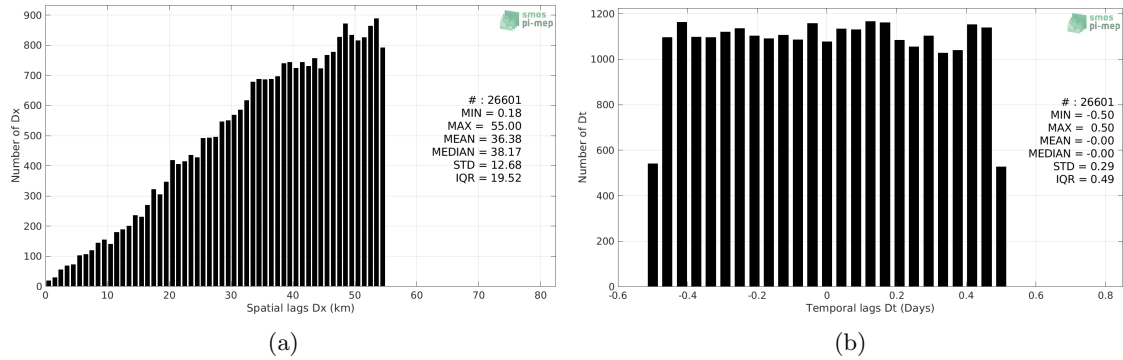 900
800
700
600
500
400
300
200
100
0
Number of Dx
0 10 20 30 40 50 60 70 80
Spatial lags Dx (km)
smos
pi-mep
# : 26601
MIN = 0.18
MAX = 55.00
MEAN = 36.38
MEDIAN = 38.17
STD = 12.68
IQR = 19.52
(a)
1200
1000
800
600
400
200
0
Number of Dt
-0.6 -0.4 -0.2 0 0.2 0.4 0.6 0.8
Temporal lags Dt (Days)
smos
pi-mep
# : 26601
MIN = -0.50
MAX = 0.50
MEAN = -0.00
MEDIAN = -0.00
STD = 0.29
IQR = 0.49
(b)